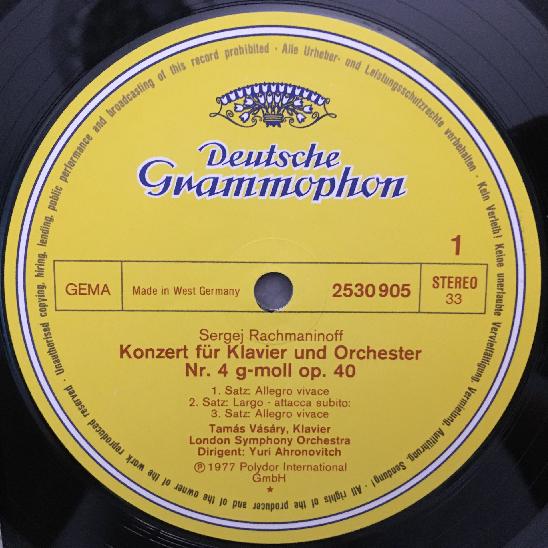 Deutsche
Grammophon
1
GEMA
Made in West Germany
2530 905
STEREO
33
Sergej Rachmaninoff
Konzert für Klavier und Orchester
Nr. 4 g-moll op. 40
1. Satz: Allegro vivace
2. Satz: Largo - attacca subito:
3. Satz: Allegro vivace
Tamás Vásáry, Klavier
London Symphony Orchestra
Dirigent: Yuri Ahronovitch
Ⓟ 1977 Polydor International
GmbH
*
Unauthorised copying, hiring, lending, public performance and broadcasting of this record prohibited · Alle Urheber- und Leistungsschutzrechte vorbehalten · Kein Verleih! Keine unerlaubte Vervielfältigung, Vermietung, Aufführung, Sendung! · All rights of the producer and of the owner of the work reproduced reserved ·